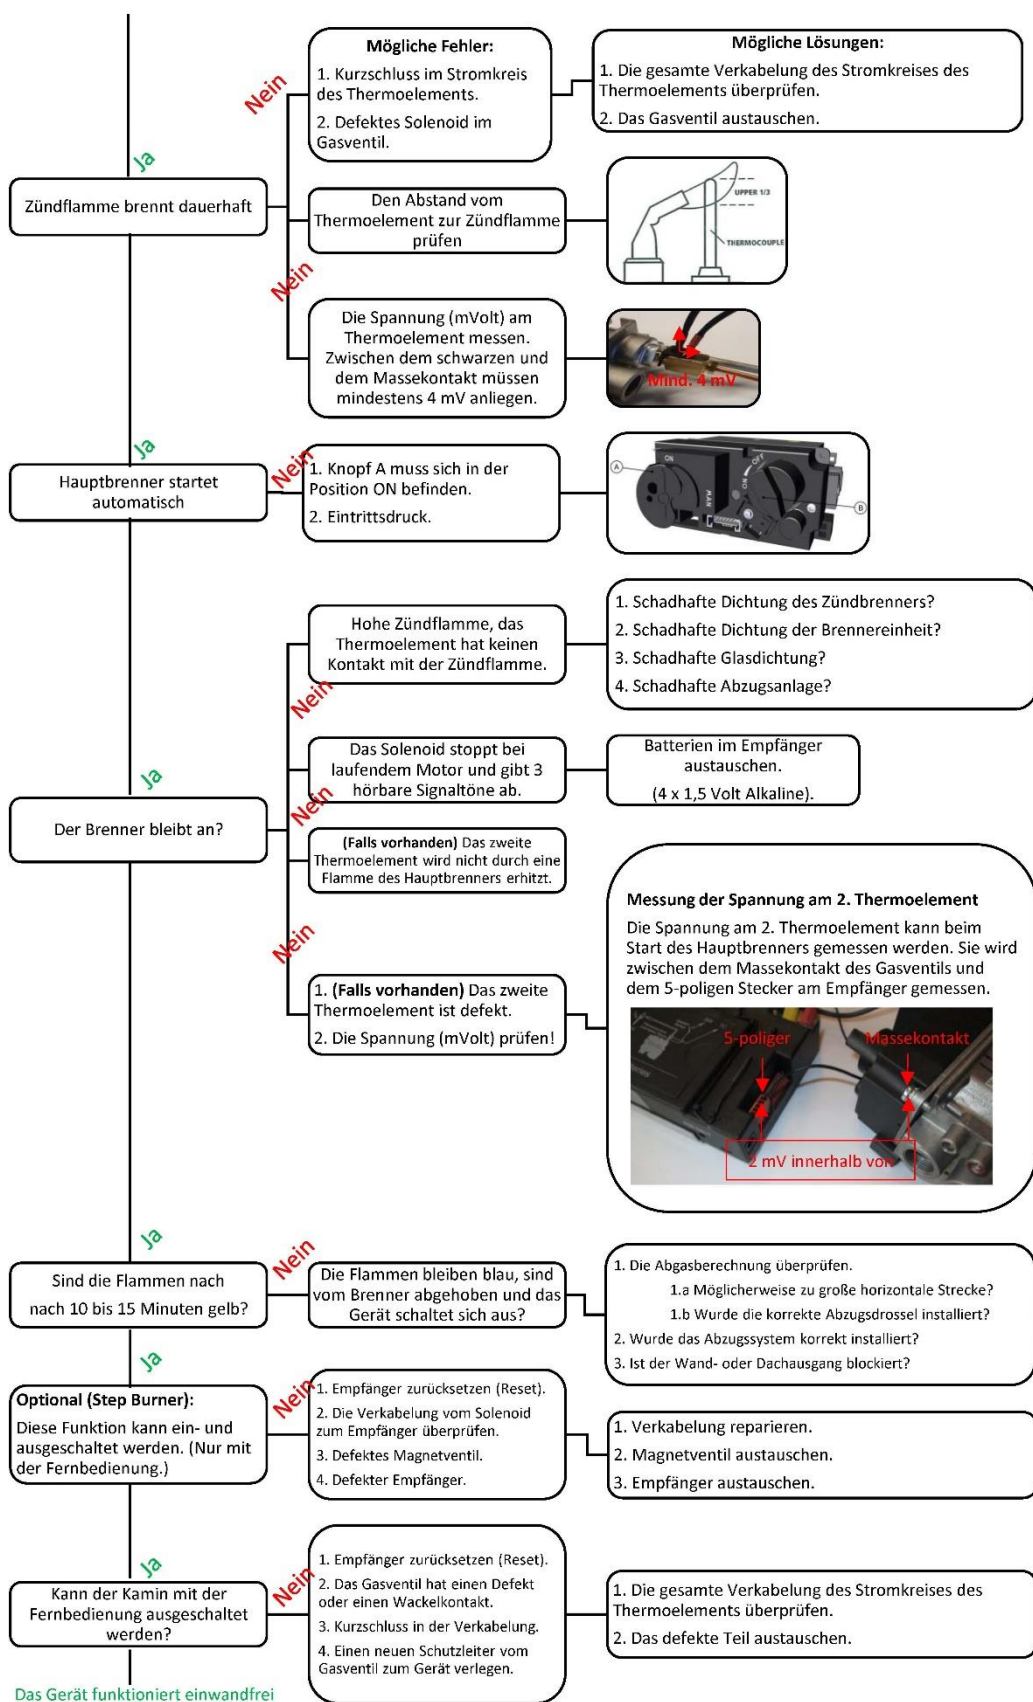 Mögliche Fehler:
1. Kurzschluss im Stromkreis
des Thermoelements.
2. Defektes Solenoid im
Gasventil.
Mögliche Lösungen:
1. Die gesamte Verkabelung des Stromkreises des
Thermoelements überprüfen.
2. Das Gasventil austauschen.
Nein
Ja
Zündflamme brennt dauerhaft
Den Abstand vom
Thermoelement zur Zündflamme
prüfen
UPPER 1/3
THERMOCOUPLE
Nein
Die Spannung (mVolt) am
Thermoelement messen.
Zwischen dem schwarzen und
dem Massekontakt müssen
mindestens 4 mV anliegen.
Mind. 4 mV
Ja
Hauptbrenner startet
automatisch
Nein
1. Knopf A muss sich in der
Position ON befinden.
2. Eintrittsdruck.
A
ON
MAN
ON
OFF
B
Hohe Zündflamme, das
Thermoelement hat keinen
Kontakt mit der Zündflamme.
1. Schadhafte Dichtung des Zündbrenners?
2. Schadhafte Dichtung der Brennereinheit?
3. Schadhafte Glasdichtung?
4. Schadhafte Abzugsanlage?
Nein
Das Solenoid stoppt bei
laufendem Motor und gibt 3
hörbare Signaltöne ab.
Batterien im Empfänger
austauschen.
(4 x 1,5 Volt Alkaline).
Ja
Der Brenner bleibt an?
Nein
(Falls vorhanden) Das zweite
Thermoelement wird nicht durch eine
Flamme des Hauptbrenners erhitzt.
Nein
1. (Falls vorhanden) Das zweite
Thermoelement ist defekt.
2. Die Spannung (mVolt) prüfen!
Messung der Spannung am 2. Thermoelement
Die Spannung am 2. Thermoelement kann beim
Start des Hauptbrenners gemessen werden. Sie wird
zwischen dem Massekontakt des Gasventils und
dem 5-poligen Stecker am Empfänger gemessen.
5-poliger
Massekontakt
2 mV innerhalb von
Ja
Sind die Flammen nach
nach 10 bis 15 Minuten gelb?
Nein
Die Flammen bleiben blau, sind
vom Brenner abgehoben und das
Gerät schaltet sich aus?
1. Die Abgasberechnung überprüfen.
1.a Möglicherweise zu große horizontale Strecke?
1.b Wurde die korrekte Abzugsdrossel installiert?
2. Wurde das Abzugssystem korrekt installiert?
3. Ist der Wand- oder Dachausgang blockiert?
Ja
Optional (Step Burner):
Diese Funktion kann ein- und
ausgeschaltet werden. (Nur mit
der Fernbedienung.)
Nein
1. Empfänger zurücksetzen (Reset).
2. Die Verkabelung vom Solenoid
zum Empfänger überprüfen.
3. Defektes Magnetventil.
4. Defekter Empfänger.
1. Verkabelung reparieren.
2. Magnetventil austauschen.
3. Empfänger austauschen.
Ja
Kann der Kamin mit der
Fernbedienung ausgeschaltet
werden?
Nein
1. Empfänger zurücksetzen (Reset).
2. Das Gasventil hat einen Defekt
oder einen Wackelkontakt.
3. Kurzschluss in der Verkabelung.
4. Einen neuen Schutzleiter vom
Gasventil zum Gerät verlegen.
1. Die gesamte Verkabelung des Stromkreises des
Thermoelements überprüfen.
2. Das defekte Teil austauschen.
Das Gerät funktioniert einwandfrei